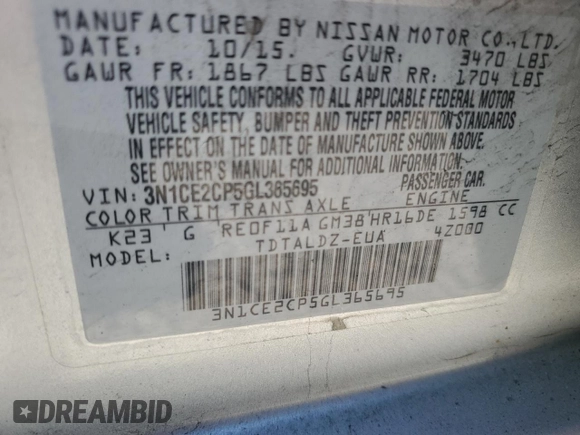 MANUFACTURED BY NISSAN MOTOR CO., LTD.
DATE: 10/15. GVWR: 3470 LBS
GAWR FR: 1867 LBS GAWR RR: 1704 LBS
THIS VEHICLE CONFORMS TO ALL APPLICABLE FEDERAL MOTOR
VEHICLE SAFETY, BUMPER AND THEFT PREVENTION STANDARDS
IN EFFECT ON THE DATE OF MANUFACTURE SHOWN ABOVE.
SEE OWNER'S MANUAL FOR ADDITIONAL INFORMATION.
VIN: 3N1CE2CP5GL365695 PASSENGER CAR.
COLOR TRIM TRANS AXLE ENGINE
K23 G RE0F11A GM38 HR16DE 1598 CC
MODEL: TDTALDZ-EUA 4Z000
3N1CE2CP5GL365695
DREAMBID